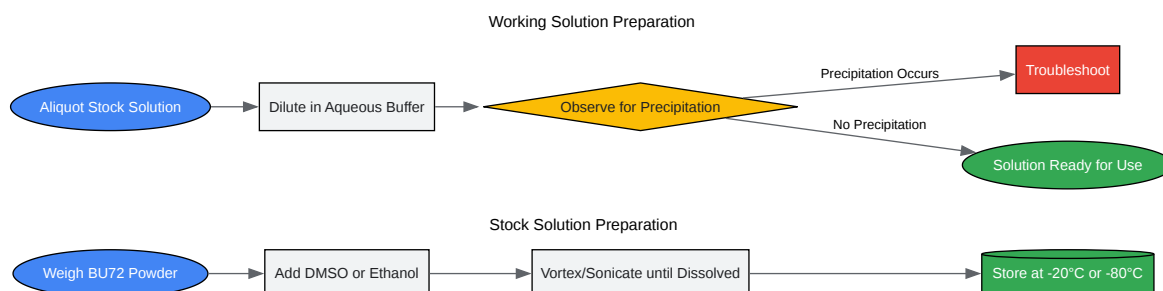 Working Solution Preparation
Aliquot Stock Solution
Dilute in Aqueous Buffer
Observe for Precipitation
Precipitation Occurs
Troubleshoot
No Precipitation
Solution Ready for Use
Stock Solution Preparation
Weigh BU72 Powder
Add DMSO or Ethanol
Vortex/Sonicate until Dissolved
Store at -20°C or -80°C